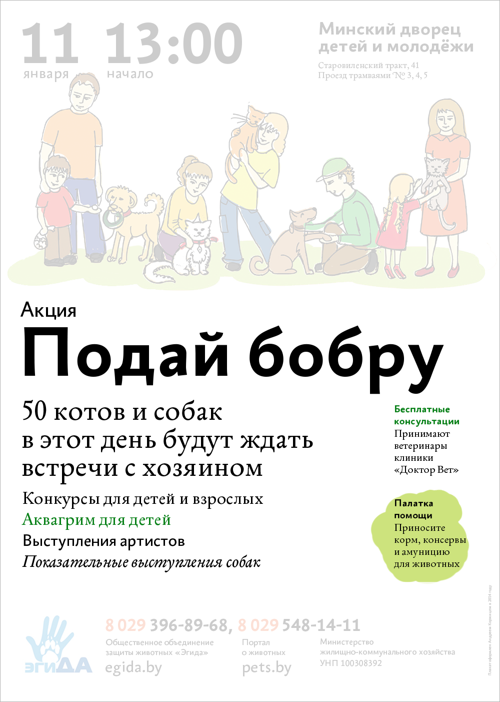 11 13:00
января начало
Минский дворец
детей и молодёжи
Старовиленский тракт, 41
Проезд трамваями № 3, 4, 5
Акция
Подай бобру
50 котов и собак
в этот день будут ждать
встречи с хозяином
Конкурсы для детей и взрослых
Аквагрим для детей
Выступления артистов
Показательные выступления собак
Бесплатные
консультации
Принимают
ветеринары
клиники
«Доктор Вет»
Палатка
помощи
Приносите
корм, консервы
и амуницию
для животных
8 029 396-89-68, 8 029 548-14-11
эгиДА
Общественное объединение
защиты животных «Эгида»
egida.by
Портал
о животных
pets.by
Министерство
жилищно-коммунального хозяйства
УНП 100308392